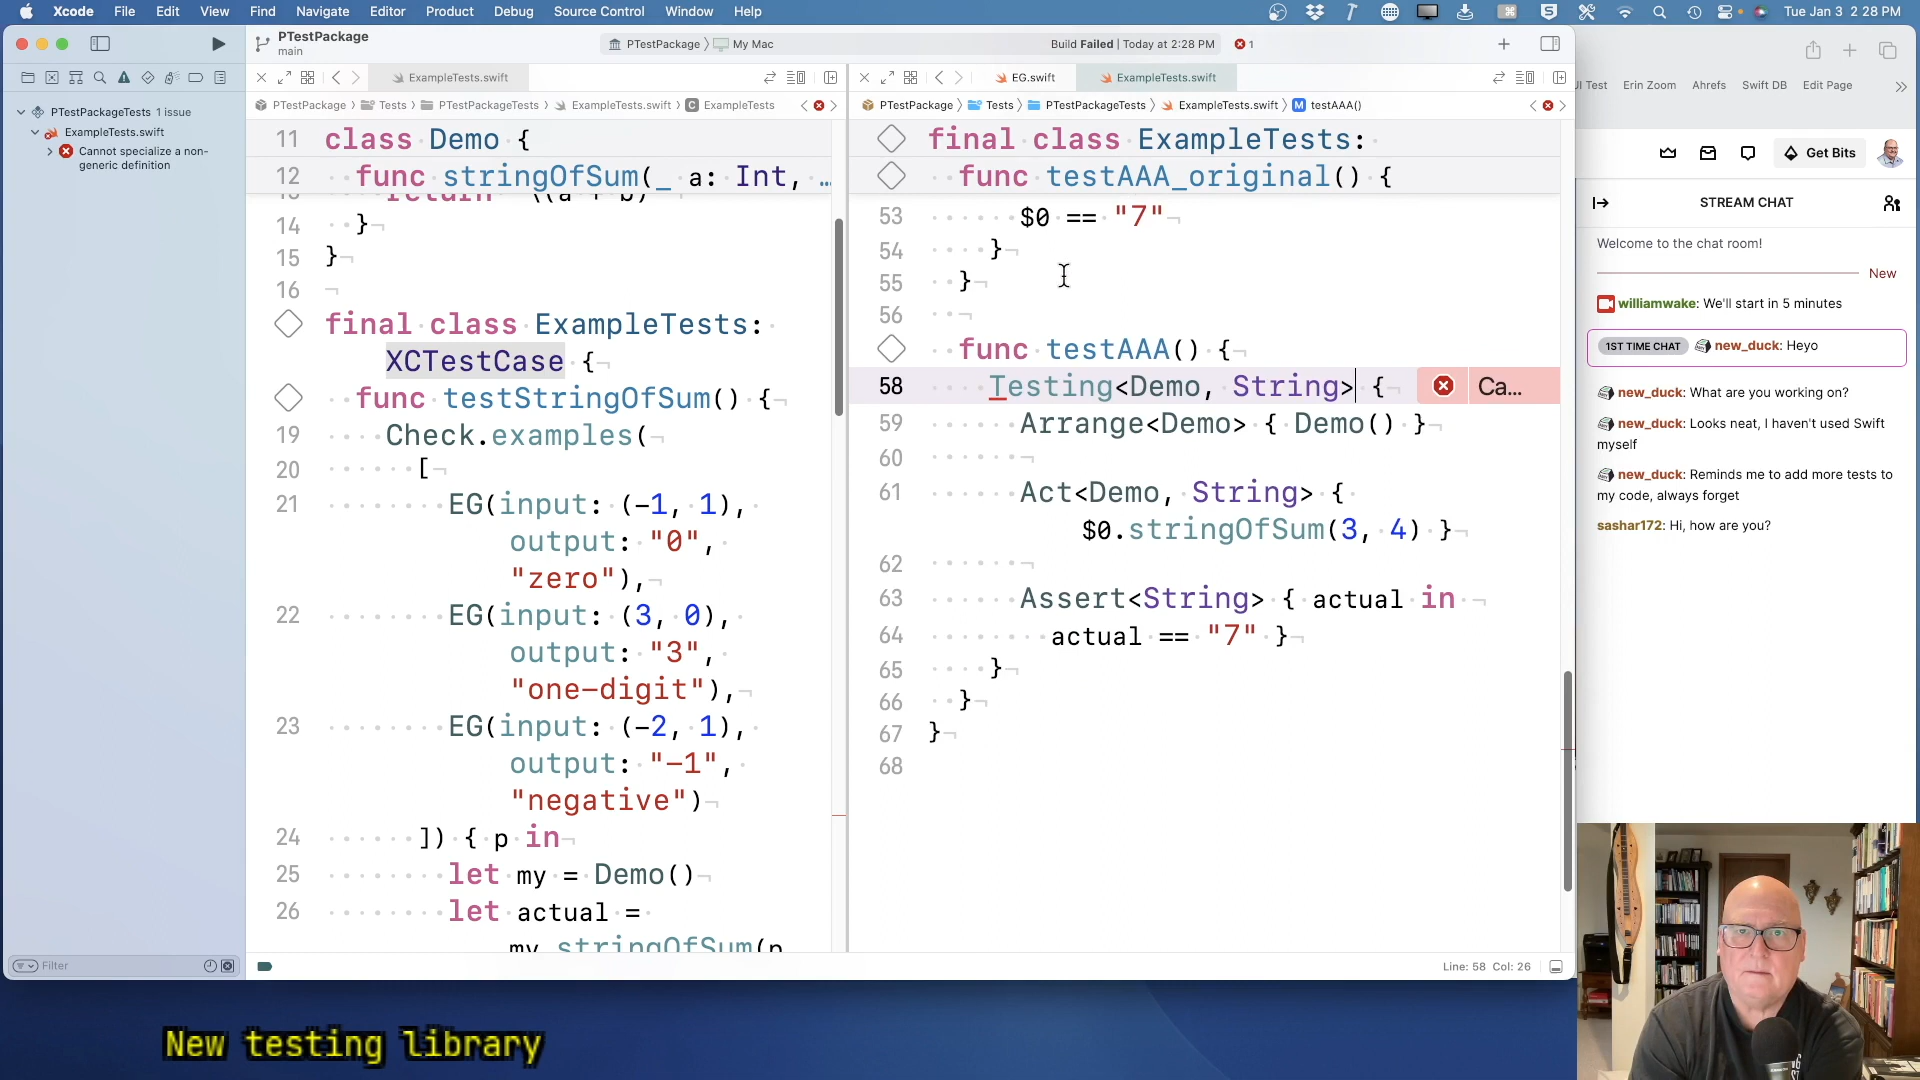 Xcode File Edit View Find Navigate Editor Product Debug Source Control Window Help
Tue Jan 3 2:28 PM
PTestPackage
main
PTestPackage My Mac
Build Failed | Today at 2:28 PM 1
PTestPackageTests 1 issue
ExampleTests.swift
Cannot specialize a non-
generic definition
Filter
ExampleTests.swift
PTestPackage Tests PTestPackageTests ExampleTests.swift C ExampleTests
11 class Demo {
12 func stringOfSum(_ a: Int, …
14 }
15 }
16
final class ExampleTests:
XCTestCase {
func testStringOfSum() {
19 Check.examples(
20 [
21 EG(input: (-1, 1),
output: "0",
"zero"),
22 EG(input: (3, 0),
output: "3",
"one-digit"),
23 EG(input: (-2, 1),
output: "-1",
"negative")
24 ]) { p in
25 let my = Demo()
26 let actual =
my.stringOfSum(p
EG.swift ExampleTests.swift
PTestPackage Tests PTestPackageTests ExampleTests.swift M testAAA()
final class ExampleTests:
func testAAA_original() {
53 $0 == "7"
54 }
55 }
56
func testAAA() {
58 Testing<Demo, String> { Ca...
59 Arrange<Demo> { Demo() }
60
61 Act<Demo, String> {
$0.stringOfSum(3, 4) }
62
63 Assert<String> { actual in
64 actual == "7" }
65 }
66 }
67 }
68
Line: 58 Col: 26
UI Test Erin Zoom Ahrefs Swift DB Edit Page
Get Bits
STREAM CHAT
Welcome to the chat room!
New
williamwake: We'll start in 5 minutes
1ST TIME CHAT new_duck: Heyo
new_duck: What are you working on?
new_duck: Looks neat, I haven't used Swift
myself
new_duck: Reminds me to add more tests to
my code, always forget
sashar172: Hi, how are you?
New testing library